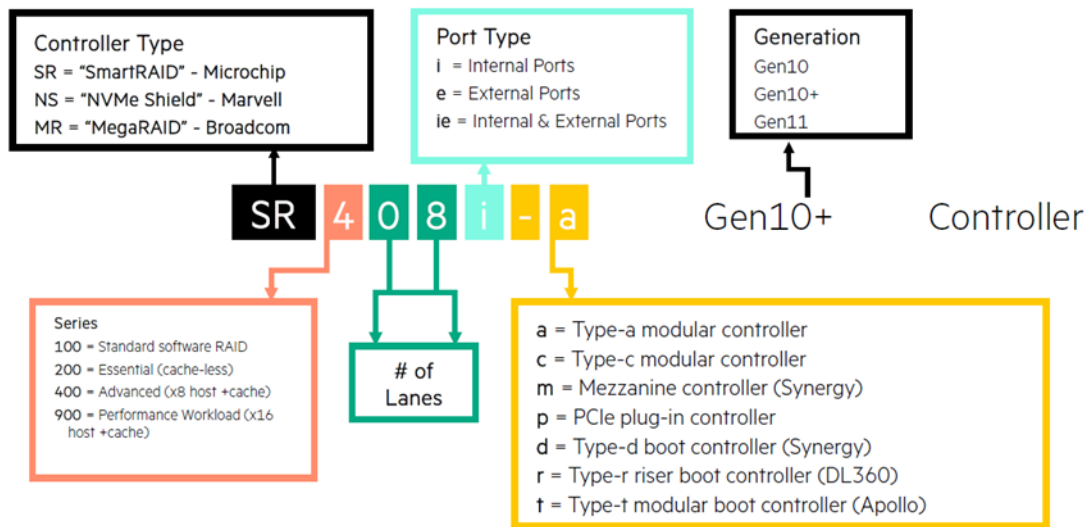 Controller Type
SR = “SmartRAID” - Microchip
NS = “NVMe Shield” - Marvell
MR = “MegaRAID” - Broadcom
Port Type
i = Internal Ports
e = External Ports
ie = Internal & External Ports
Generation
Gen10
Gen10+
Gen11
SR 4 0 8 i - a Gen10+ Controller
Series
100 = Standard software RAID
200 = Essential (cache-less)
400 = Advanced (x8 host +cache)
900 = Performance Workload (x16
host +cache)
# of
Lanes
a = Type-a modular controller
c = Type-c modular controller
m = Mezzanine controller (Synergy)
p = PCIe plug-in controller
d = Type-d boot controller (Synergy)
r = Type-r riser boot controller (DL360)
t = Type-t modular boot controller (Apollo)